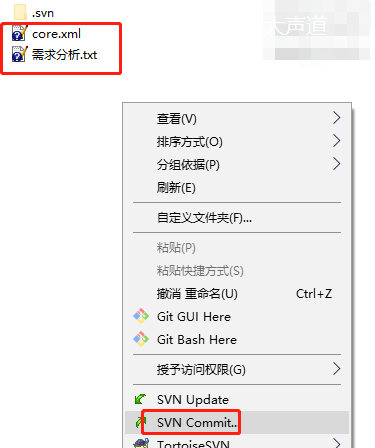 .svn
core.xml
大声道
需求分析.txt
查看(V)
排序方式(O)
分组依据(P)
刷新(E)
自定义文件夹(F)...
粘贴(P)
粘贴快捷方式(S)
撤消 重命名(U) Ctrl+Z
Git GUI Here
Git Bash Here
授予访问权限(G)
SVN Update
SVN Commit..
TortoiseSVN